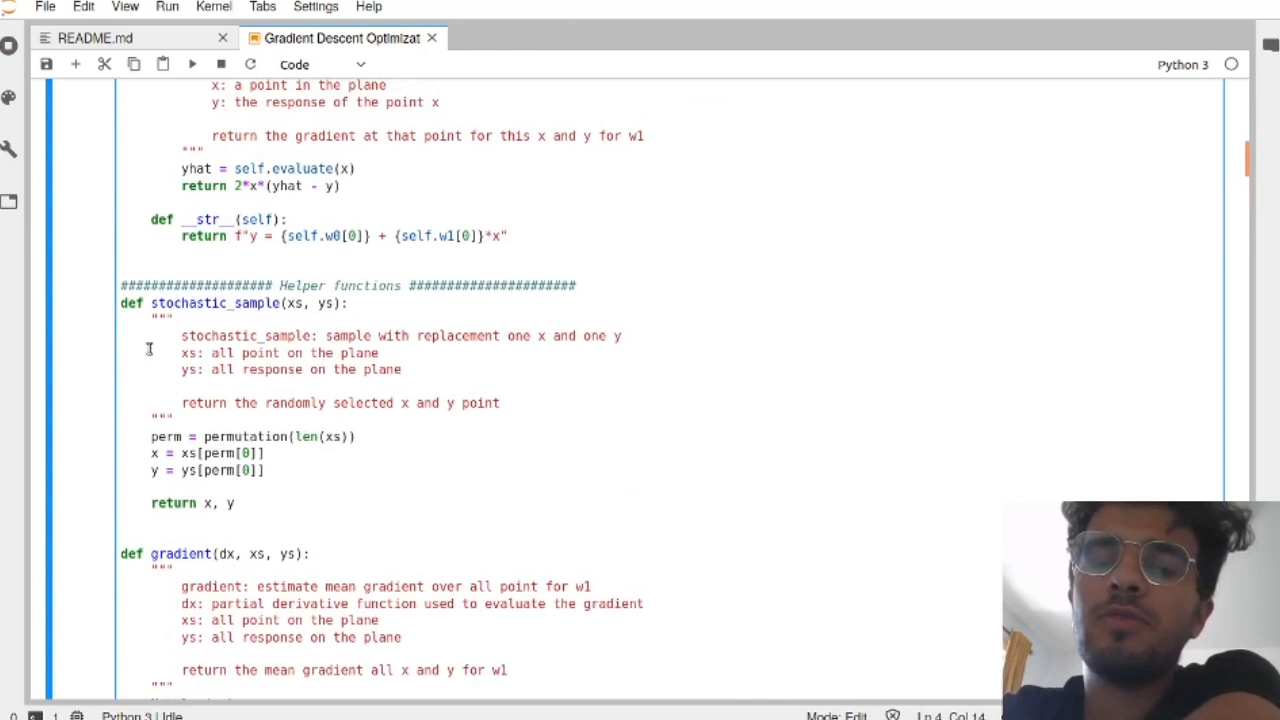 File Edit View Run Kernel Tabs Settings Help
README.md
Gradient Descent Optimizat
Code
Python 3
x: a point in the plane
y: the response of the point x
return the gradient at that point for this x and y for w1
"""
yhat = self.evaluate(x)
return 2*x*(yhat - y)
def __str__(self):
return f"y = {self.w0[0]} + {self.w1[0]}*x"
#################### Helper functions ######################
def stochastic_sample(xs, ys):
"""
stochastic_sample: sample with replacement one x and one y
xs: all point on the plane
ys: all response on the plane
return the randomly selected x and y point
"""
perm = permutation(len(xs))
x = xs[perm[0]]
y = ys[perm[0]]
return x, y
def gradient(dx, xs, ys):
"""
gradient: estimate mean gradient over all point for w1
dx: partial derivative function used to evaluate the gradient
xs: all point on the plane
ys: all response on the plane
return the mean gradient all x and y for w1
"""
0 1 Python 3 | Idle Mode: Edit Ln 4, Col 14